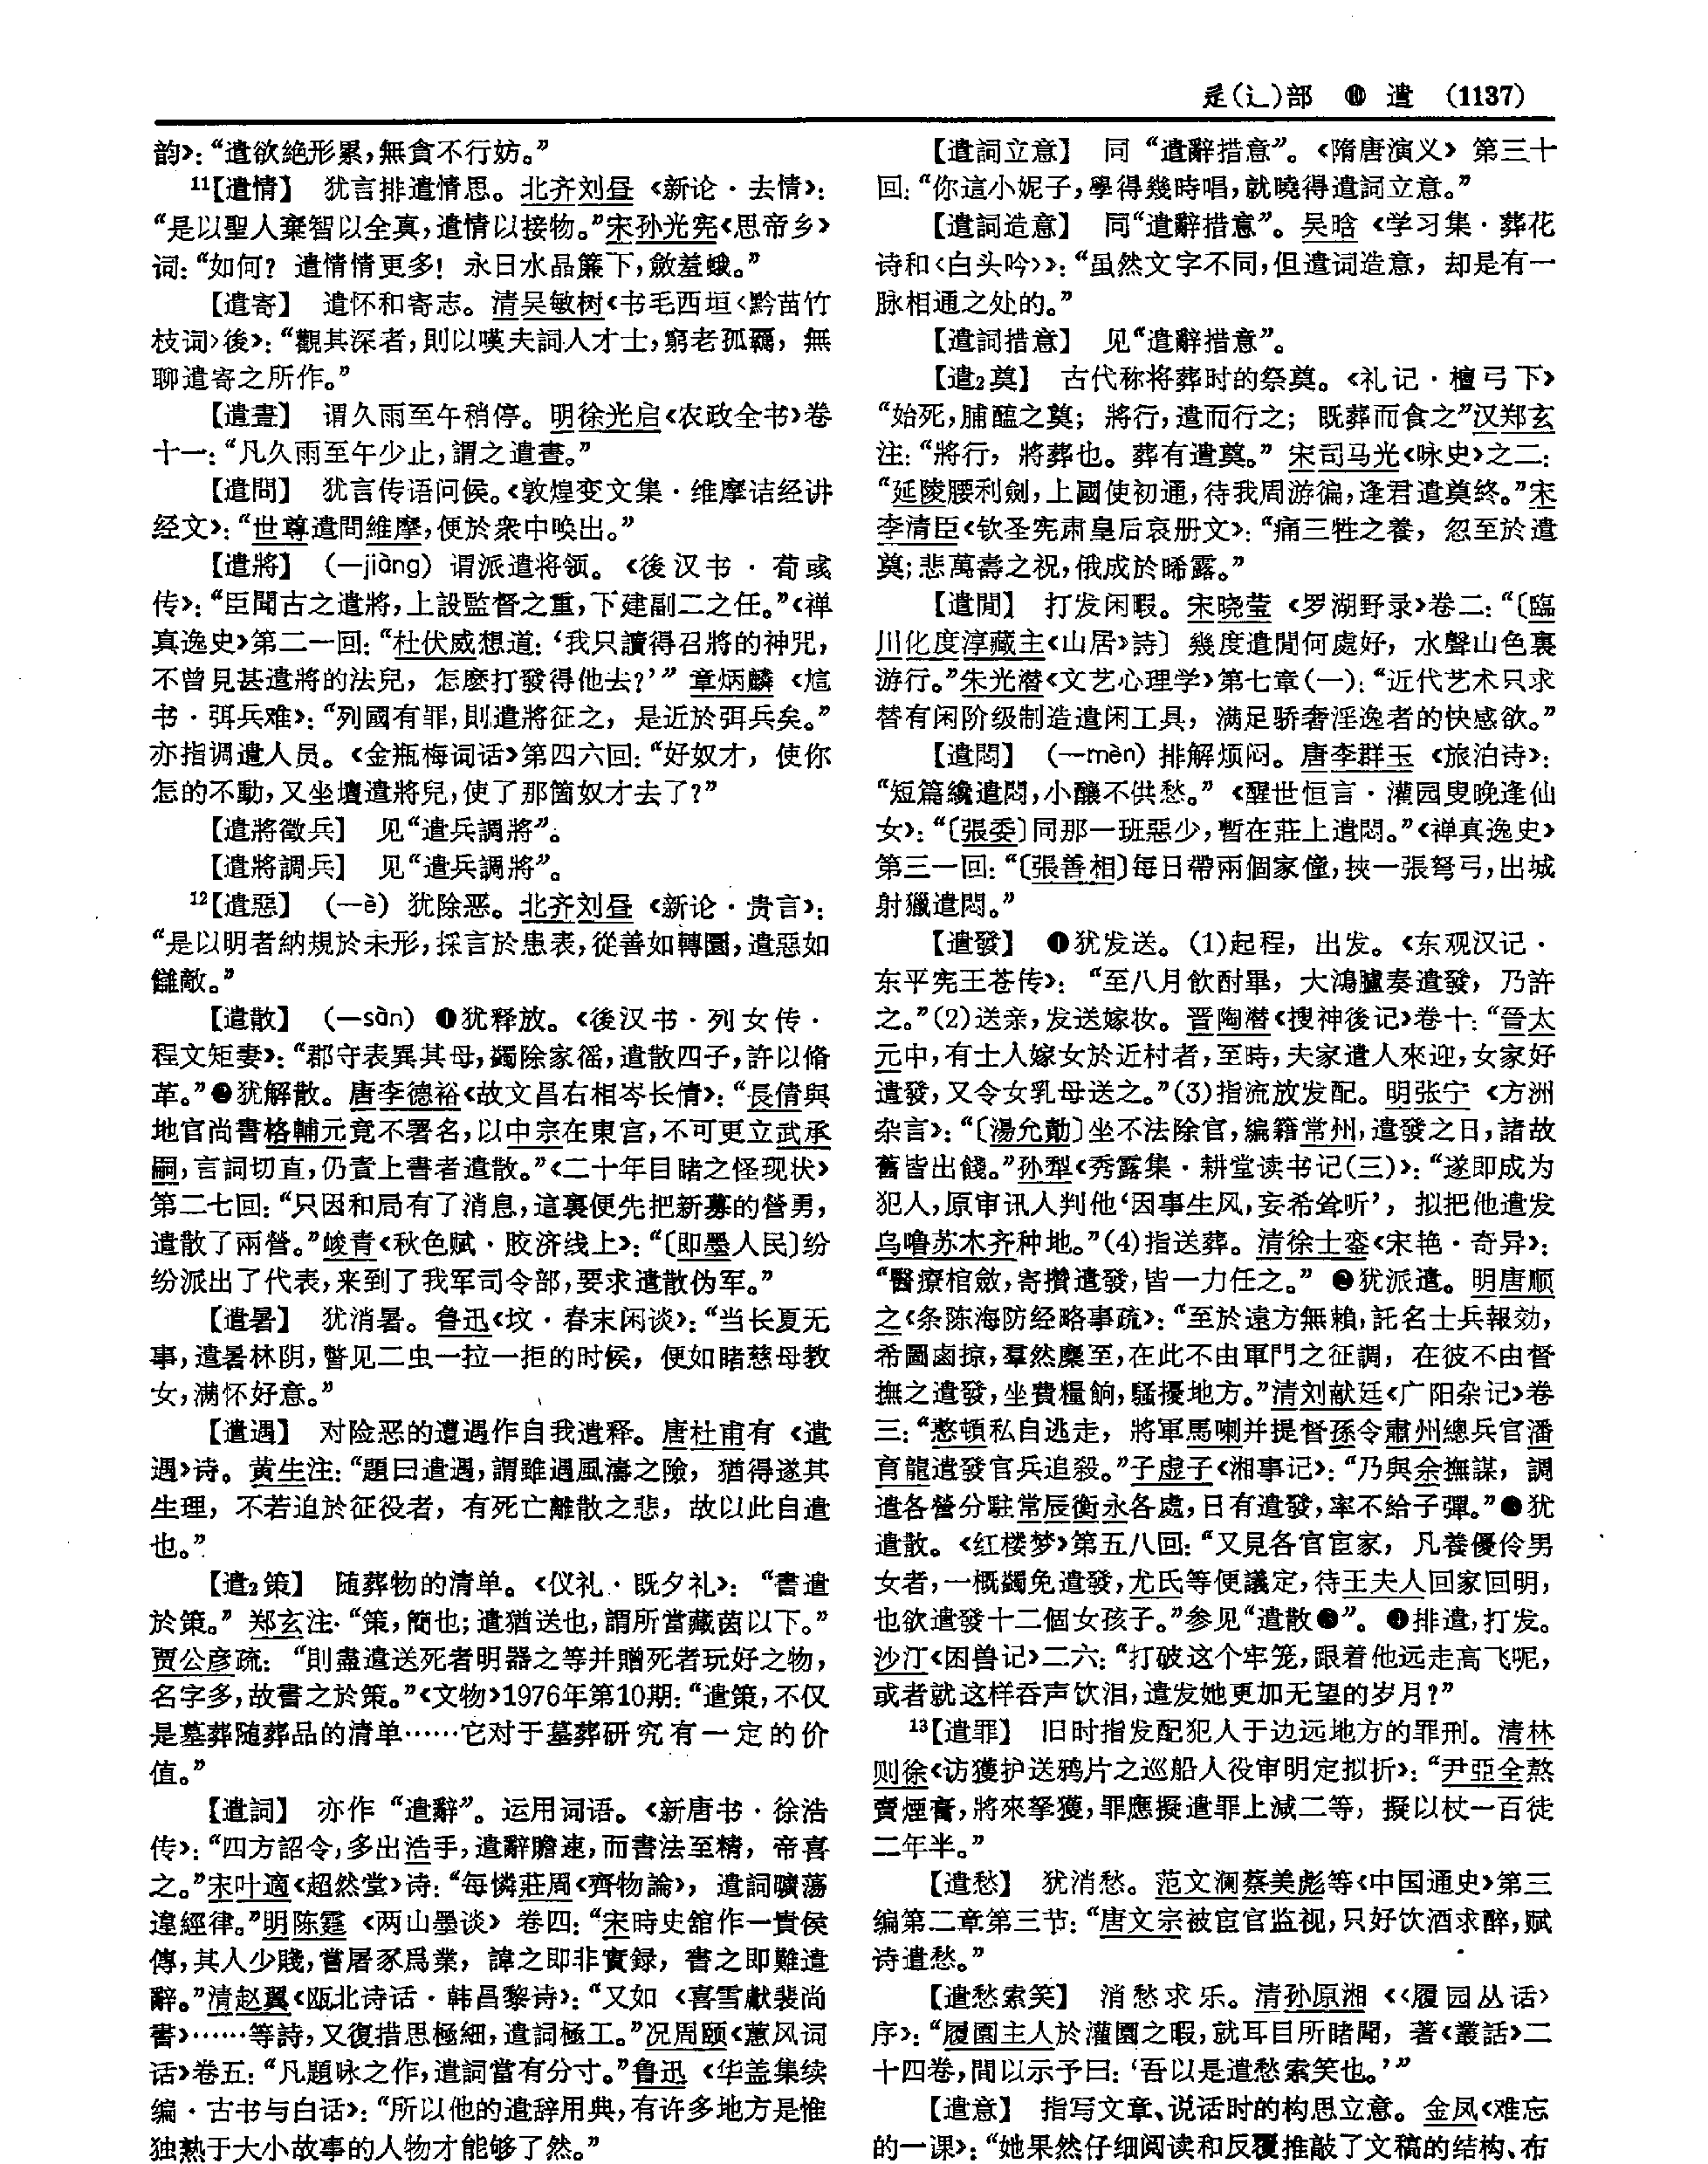 辵(辶)部 ⑩ 遣 (1137)
韵》：“遣欲絶形累，無貪不行妨。”
11【遣情】 犹言排遣情思。北齐刘昼《新论·去情》：
“是以聖人棄智以全真，遣情以接物。”宋孙光宪《思帝乡》
词：“如何？遣情情更多！永日水晶簾下，斂羞蛾。”
【遣寄】 遣怀和寄志。清吴敏树《书毛西垣〈黔苗竹
枝词〉後》：“觀其深者，則以嘆夫詞人才士，窮老孤羈，無
聊遣寄之所作。”
【遣晝】 谓久雨至午稍停。明徐光启《农政全书》卷
十一：“凡久雨至午少止，謂之遣晝。”
【遣問】 犹言传语问候。《敦煌变文集·维摩诘经讲
经文》：“世尊遣問維摩，便於衆中唤出。”
【遣將】 （—jiàng）谓派遣将领。《後汉书·荀彧
传》：“臣聞古之遣將，上設監督之重，下建副二之任。”《禅
真逸史》第二一回：“杜伏威想道：‘我只讀得召將的神咒，
不曾見甚遣將的法兒，怎麽打發得他去？’”章炳麟《訄
书·弭兵难》：“列國有罪，則遣將征之，是近於弭兵矣。”
亦指调遣人员。《金瓶梅词话》第四六回：“好奴才，使你
怎的不動，又坐壇遣將兒，使了那箇奴才去了？”
【遣將徵兵】 见“遣兵調將”。
【遣將調兵】 见“遣兵調將”。
12【遣惡】 （—è）犹除恶。北齐刘昼《新论·贵言》：
“是以明者納規於未形，採言於患表，從善如轉圜，遣惡如
讎敵。”
【遣散】 （—sàn）❶犹释放。《後汉书·列女传·
程文矩妻》：“郡守表異其母，蠲除家徭，遣散四子，許以脩
革。”❷犹解散。唐李德裕《故文昌右相岑长倩》：“長倩與
地官尚書格輔元竟不署名，以中宗在東宫，不可更立武承
嗣，言詞切直，仍責上書者遣散。”《二十年目睹之怪现状》
第二七回：“只因和局有了消息，這裏便先把新募的營勇，
遣散了兩營。”峻青《秋色赋·胶济线上》：“〔即墨人民〕纷
纷派出了代表，来到了我军司令部，要求遣散伪军。”
【遣暑】 犹消暑。鲁迅《坟·春末闲谈》：“当长夏无
事，遣暑林阴，瞥见二虫一拉一拒的时候，便如睹慈母教
女，满怀好意。”
【遣遇】 对险恶的遭遇作自我遣释。唐杜甫有《遣
遇》诗。黄生注：“題曰遣遇，謂雖遇風濤之險，猶得遂其
生理，不若迫於征役者，有死亡離散之悲，故以此自遣
也。”
【遣2策】 随葬物的清单。《仪礼·既夕礼》：“書遣
於策。”郑玄注：“策，簡也；遣猶送也，謂所當藏茵以下。”
贾公彦疏：“則盡遣送死者明器之等并贈死者玩好之物，
名字多，故書之於策。”《文物》1976年第10期：“遣策，不仅
是墓葬随葬品的清单……它对于墓葬研究有一定的价
值。”
【遣詞】 亦作“遣辭”。运用词语。《新唐书·徐浩
传》：“四方詔令，多出浩手，遣辭贍速，而書法至精，帝喜
之。”宋叶適《超然堂》诗：“每憐莊周《齊物論》，遣詞曠蕩
違經律。”明陈霆《两山墨谈》卷四：“宋時史舘作一貴侯
傳，其人少賤，嘗屠豕爲業，諱之即非實録，書之即難遣
辭。”清赵翼《瓯北诗话·韩昌黎诗》：“又如《喜雪獻裴尚
書》……等詩，又復措思極細，遣詞極工。”况周颐《蕙风词
话》卷五：“凡題咏之作，遣詞當有分寸。”鲁迅《华盖集续
编·古书与白话》：“所以他的遣辞用典，有许多地方是惟
独熟于大小故事的人物才能够了然。”
【遣詞立意】 同“遣辭措意”。《隋唐演义》第三十
回：“你這小妮子，學得幾時唱，就曉得遣詞立意。”
【遣詞造意】 同“遣辭措意”。吴晗《学习集·葬花
诗和〈白头吟〉》：“虽然文字不同，但遣词造意，却是有一
脉相通之处的。”
【遣詞措意】 见“遣辭措意”。
【遣2奠】 古代称将葬时的祭奠。《礼记·檀弓下》
“始死，脯醢之奠；將行，遣而行之；既葬而食之”汉郑玄
注：“將行，將葬也。葬有遣奠。”宋司马光《咏史》之二：
“延陵腰利劍，上國使初通，待我周游徧，逢君遣奠終。”宋
李清臣《钦圣宪肃皇后哀册文》：“痛三牲之養，忽至於遣
奠；悲萬壽之祝，俄成於晞露。”
【遣閒】 打发闲暇。宋晓莹《罗湖野录》卷二：“〔臨
川化度淳藏主《山居》詩〕幾度遣閒何處好，水聲山色裏
游行。”朱光潜《文艺心理学》第七章（一）：“近代艺术只求
替有闲阶级制造遣闲工具，满足骄奢淫逸者的快感欲。”
【遣悶】 （—mèn）排解烦闷。唐李群玉《旅泊诗》：
“短篇纔遣悶，小釀不供愁。”《醒世恒言·灌园叟晚逢仙
女》：“〔張委〕同那一班惡少，暫在莊上遣悶。”《禅真逸史》
第三一回：“〔張善相〕每日帶兩個家僮，挾一張弩弓，出城
射獵遣悶。”
【遣發】 ❶犹发送。(1)起程，出发。《东观汉记·
东平宪王苍传》：“至八月飲酎畢，大鴻臚奏遣發，乃許
之。”(2)送亲，发送嫁妆。晋陶潜《搜神後记》卷十：“晉太
元中，有士人嫁女於近村者，至時，夫家遣人來迎，女家好
遣發，又令女乳母送之。”(3)指流放发配。明张宁《方洲
杂言》：“〔湯允勣〕坐不法除官，編籍常州，遣發之日，諸故
舊皆出餞。”孙犁《秀露集·耕堂读书记(三)》：“遂即成为
犯人，原审讯人判他‘因事生风，妄希耸听’，拟把他遣发
乌噜苏木齐种地。”(4)指送葬。清徐士銮《宋艳·奇异》：
“醫療棺斂，寄攢遣發，皆一力任之。”❷犹派遣。明唐顺
之《条陈海防经略事疏》：“至於遠方無賴，託名士兵報効，
希圖鹵掠，羣然麇至，在此不由軍門之征調，在彼不由督
撫之遣發，坐費糧餉，騷擾地方。”清刘献廷《广阳杂记》卷
三：“憨頓私自逃走，將軍馬喇并提督孫令肅州總兵官潘
育龍遣發官兵追殺。”子虚子《湘事记》：“乃與余撫謀，調
遣各營分駐常辰衡永各處，日有遣發，率不给子彈。”❸犹
遣散。《红楼梦》第五八回：“又見各官宦家，凡養優伶男
女者，一概蠲免遣發，尤氏等便議定，待王夫人回家回明，
也欲遣發十二個女孩子。”参见“遣散❷”。❹排遣，打发。
沙汀《困兽记》二六：“打破这个牢笼，跟着他远走高飞呢，
或者就这样吞声饮泪，遣发她更加无望的岁月？”
13【遣罪】 旧时指发配犯人于边远地方的罪刑。清林
则徐《访獲护送鸦片之巡船人役审明定拟折》：“尹亞全熬
賣煙膏，將來拏獲，罪應擬遣罪上减二等，擬以杖一百徒
二年半。”
【遣愁】 犹消愁。范文澜蔡美彪等《中国通史》第三
编第二章第三节：“唐文宗被宦官监视，只好饮酒求醉，赋
诗遣愁。”
【遣愁索笑】 消愁求乐。清孙原湘《〈履园丛话〉
序》：“履園主人於灌園之暇，就耳目所睹聞，著《叢話》二
十四卷，間以示予曰：‘吾以是遣愁索笑也。’”
【遣意】 指写文章、说话时的构思立意。金凤《难忘
的一课》：“她果然仔细阅读和反覆推敲了文稿的结构、布